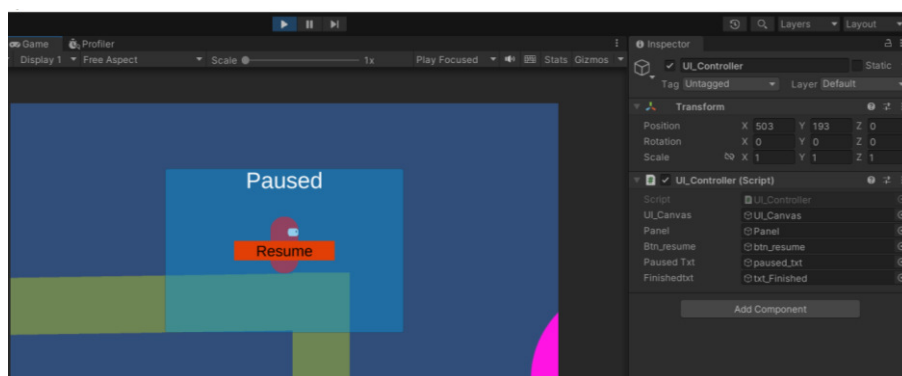 Layers Layout
Game Profiler Inspector
Display 1 Free Aspect Scale 1x Play Focused Stats Gizmos
UI_Controller Static
Tag Untagged Layer Default
Transform
Position X 503 Y 193 Z 0
Rotation X 0 Y 0 Z 0
Scale X 1 Y 1 Z 1
UI_Controller (Script)
Script UI_Controller
UI_Canvas UI_Canvas
Panel Panel
Btn_resume btn_resume
Paused Txt paused_txt
Finishedtxt txt_Finished
Add Component
Paused
Resume